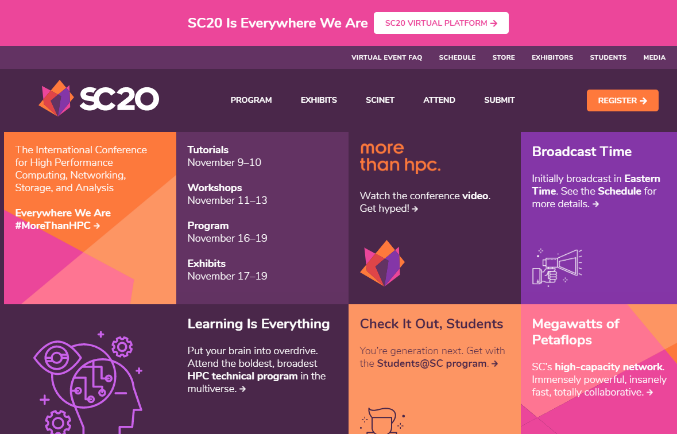 SC20 Is Everywhere We Are
SC20 VIRTUAL PLATFORM →
VIRTUAL EVENT FAQ
SCHEDULE
STORE
EXHIBITORS
STUDENTS
MEDIA
SC20
PROGRAM
EXHIBITS
SCINET
ATTEND
SUBMIT
REGISTER →
The International Conference
for High Performance
Computing, Networking,
Storage, and Analysis
Everywhere We Are
#MoreThanHPC →
Tutorials
November 9–10
Workshops
November 11–13
Program
November 16–19
Exhibits
November 17–19
more
than hpc.
Watch the conference video.
Get hyped! →
Broadcast Time
Initially broadcast in Eastern
Time. See the Schedule for
more details. →
Learning Is Everything
Put your brain into overdrive.
Attend the boldest, broadest
HPC technical program in the
multiverse. →
Check It Out, Students
You're generation next. Get with
the Students@SC program. →
Megawatts of
Petaflops
SC's high-capacity network.
Immensely powerful, insanely
fast, totally collaborative. →